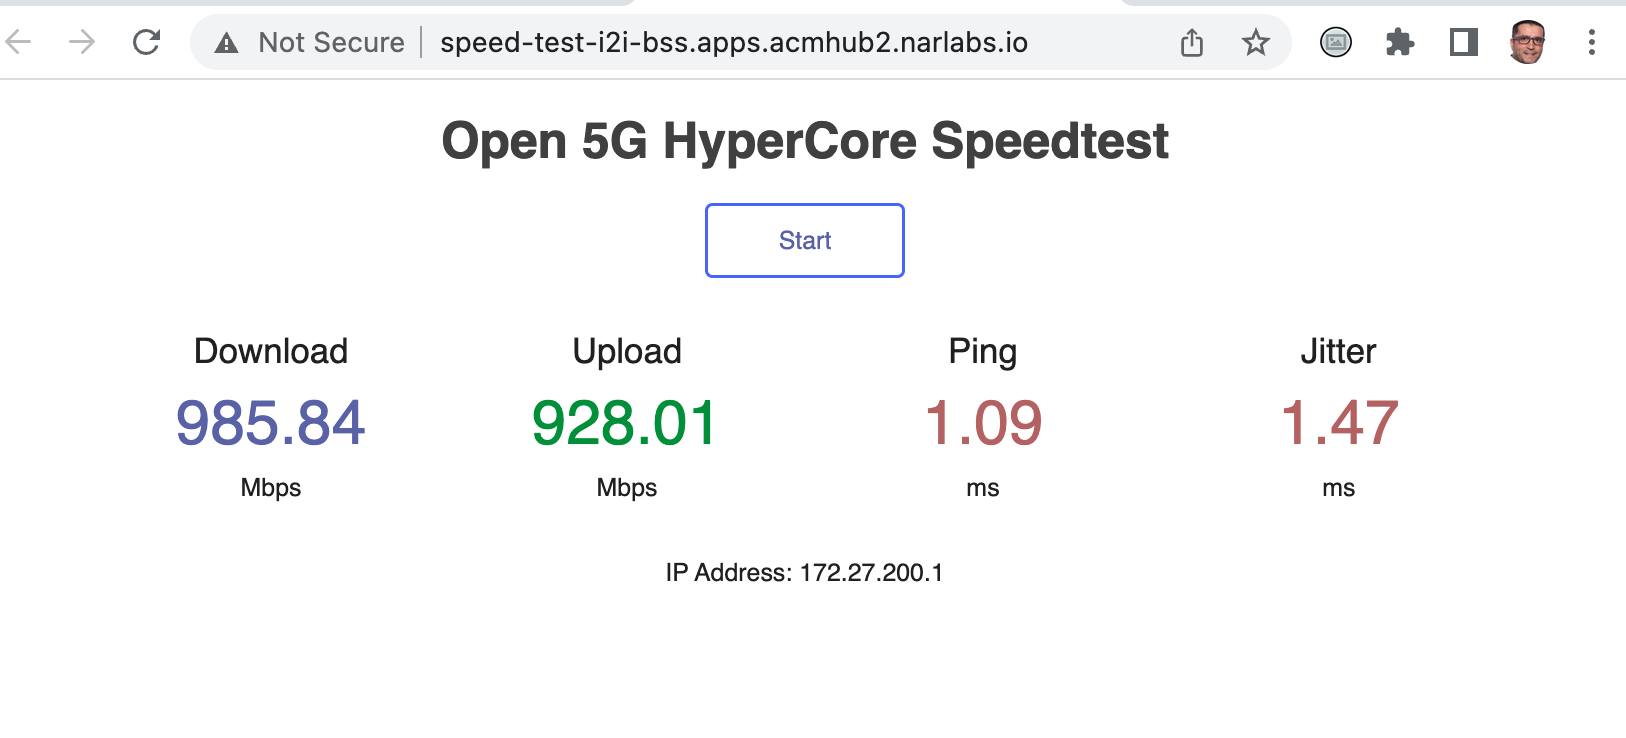 Not Secure speed-test-i2i-bss.apps.acmhub2.narlabs.io
Open 5G HyperCore Speedtest
Start
Download Upload Ping Jitter
985.84 928.01 1.09 1.47
Mbps Mbps ms ms
IP Address: 172.27.200.1